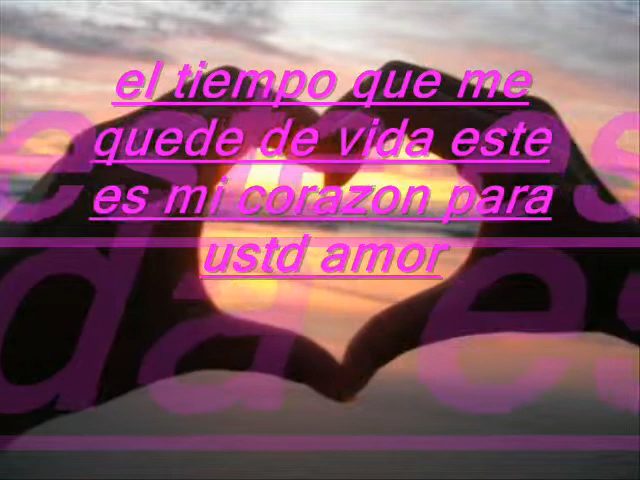 el tiempo que me
quede de vida este
es mi corazon para
ustd amor